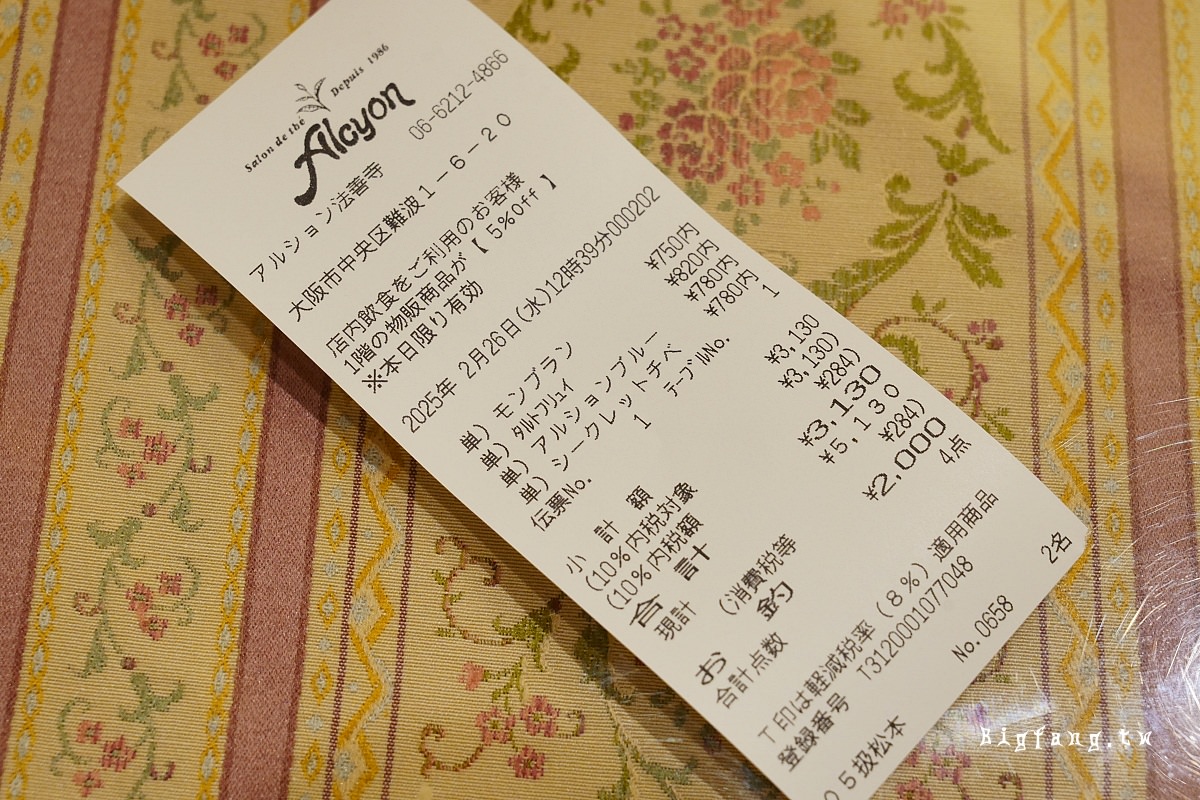 Salon de thé Depuis 1986
Alcyon
アルション法善寺 06-6212-4866
大阪市中央区難波1-6-20
店内飲食をご利用のお客様
1階の物販商品が【 5%Off 】
※本日限り有効
2025年 2月26日(水)12時39分000202
単) モンブラン ¥750内
単) タルトフリュイ ¥820内
単) アルションブルー ¥780内
単) シークレットチベ ¥780内
伝票No. 1 テーブルNo. 1
小 計 額 ¥3,130
(10%内税対象 ¥3,130)
(10%内税額 ¥284)
合 計 ¥3,130
現計 ¥5,130
(消費税等 ¥284)
お 釣 ¥2,000
合計点数 4点
T印は軽減税率(8%)適用商品
登録番号 T3120001077048 2名
05扱松本 No.0658
Bigfang.tw